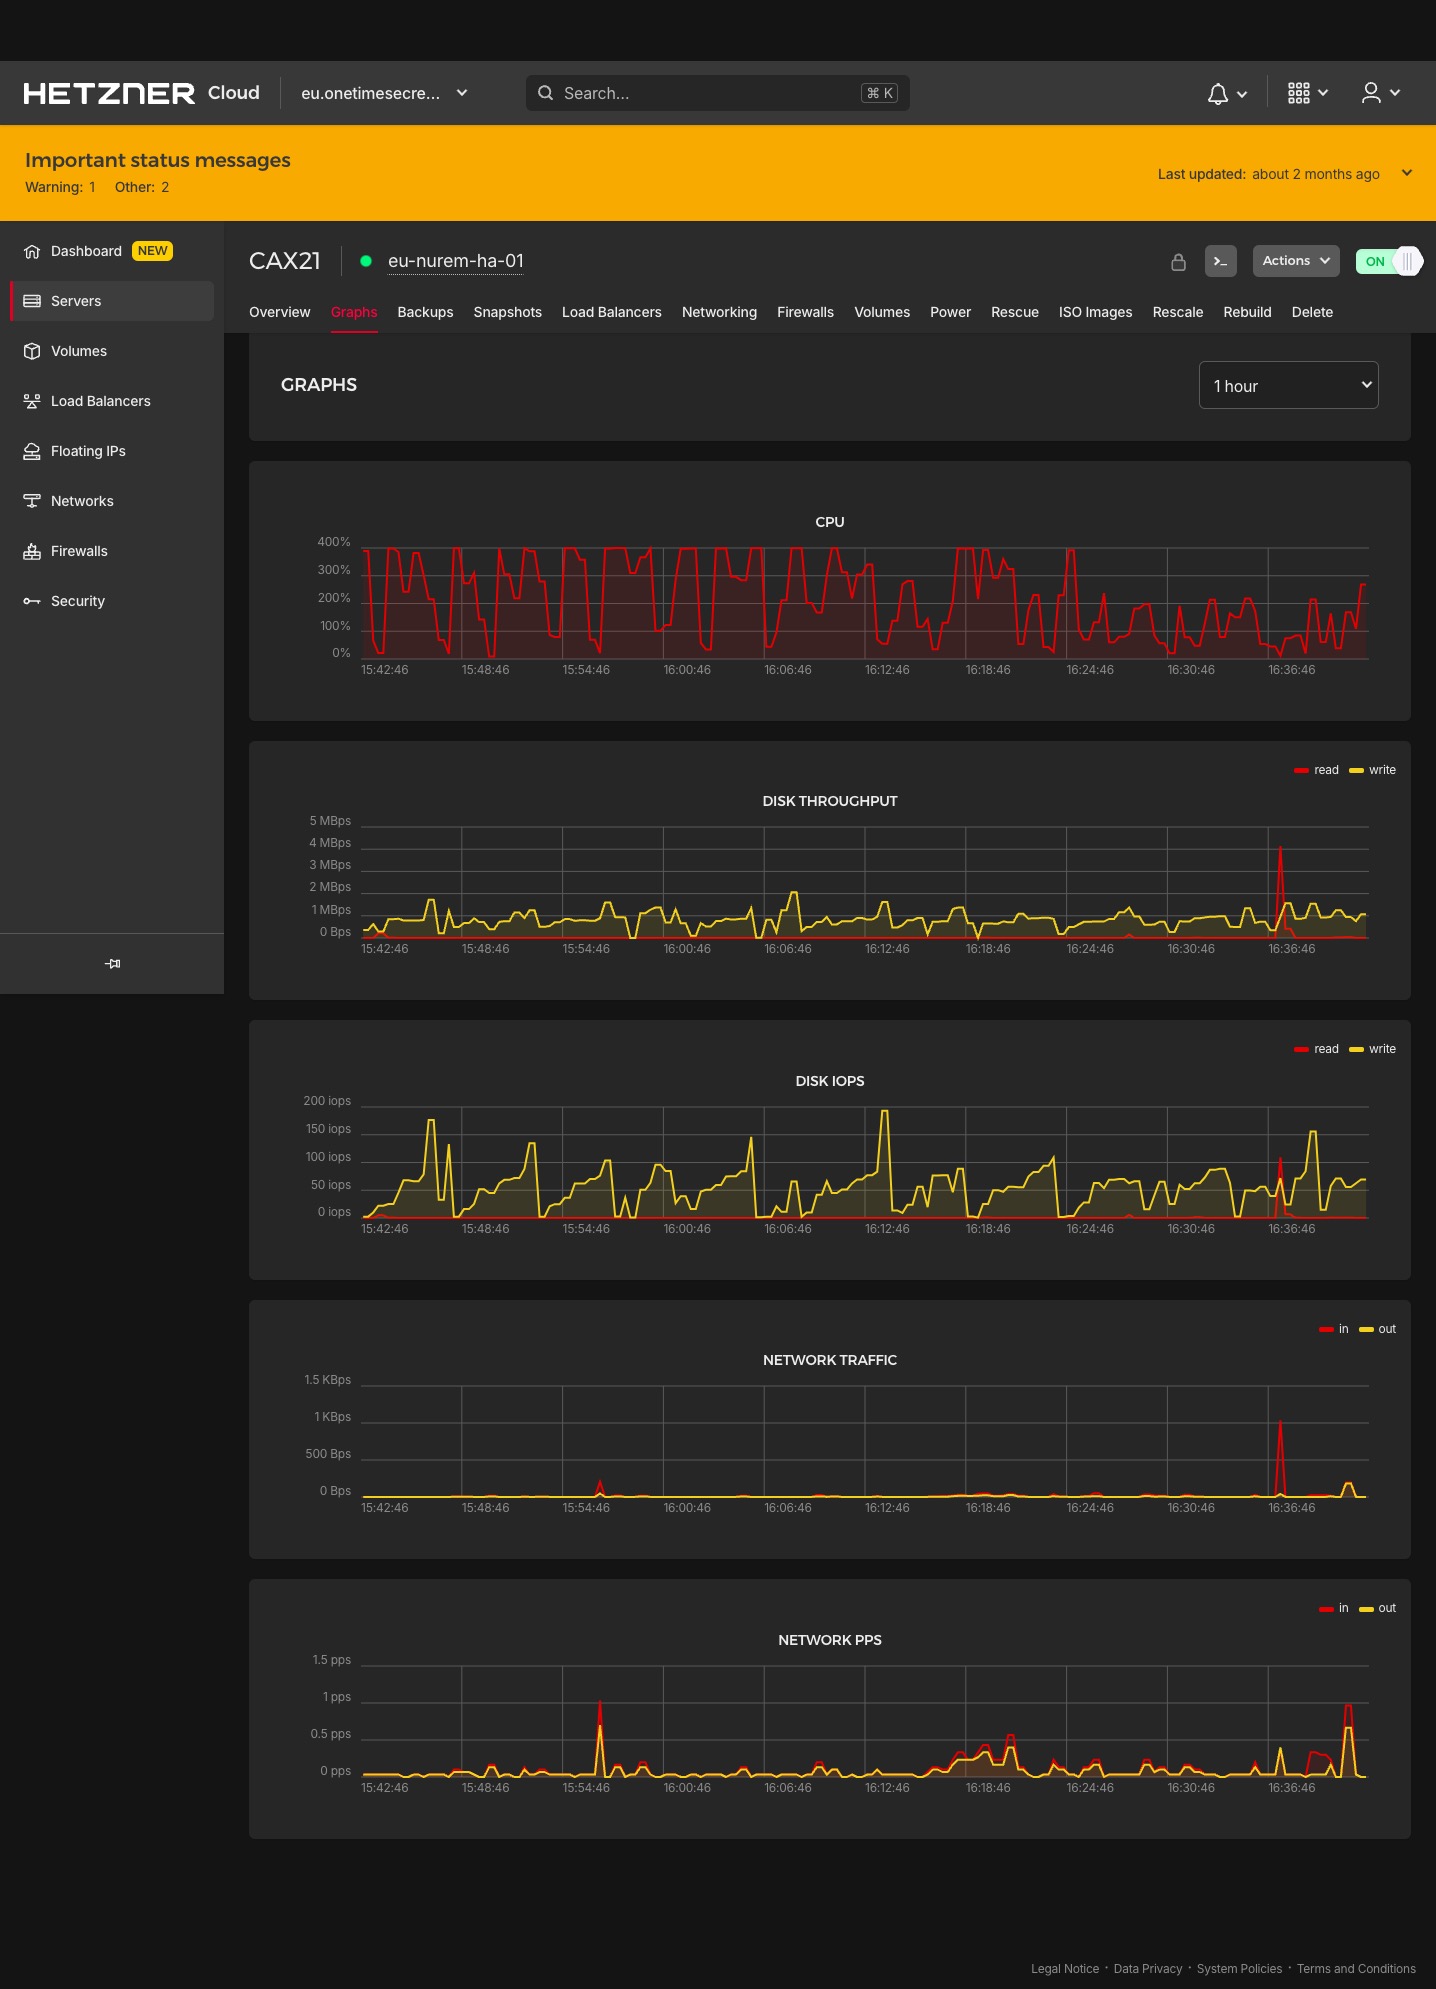 HETZNER Cloud eu.onetimesecre... Search... ⌘ K
Important status messages
Warning: 1 Other: 2
Last updated: about 2 months ago
Dashboard NEW
Servers
Volumes
Load Balancers
Floating IPs
Networks
Firewalls
Security
CAX21 eu-nurem-ha-01 >_ Actions ON
Overview Graphs Backups Snapshots Load Balancers Networking Firewalls Volumes Power Rescue ISO Images Rescale Rebuild Delete
GRAPHS 1 hour
CPU
400%
300%
200%
100%
0%
15:42:46 15:48:46 15:54:46 16:00:46 16:06:46 16:12:46 16:18:46 16:24:46 16:30:46 16:36:46
read write
DISK THROUGHPUT
5 MBps
4 MBps
3 MBps
2 MBps
1 MBps
0 Bps
15:42:46 15:48:46 15:54:46 16:00:46 16:06:46 16:12:46 16:18:46 16:24:46 16:30:46 16:36:46
read write
DISK IOPS
200 iops
150 iops
100 iops
50 iops
0 iops
15:42:46 15:48:46 15:54:46 16:00:46 16:06:46 16:12:46 16:18:46 16:24:46 16:30:46 16:36:46
in out
NETWORK TRAFFIC
1.5 KBps
1 KBps
500 Bps
0 Bps
15:42:46 15:48:46 15:54:46 16:00:46 16:06:46 16:12:46 16:18:46 16:24:46 16:30:46 16:36:46
in out
NETWORK PPS
1.5 pps
1 pps
0.5 pps
0 pps
15:42:46 15:48:46 15:54:46 16:00:46 16:06:46 16:12:46 16:18:46 16:24:46 16:30:46 16:36:46
Legal Notice · Data Privacy · System Policies · Terms and Conditions